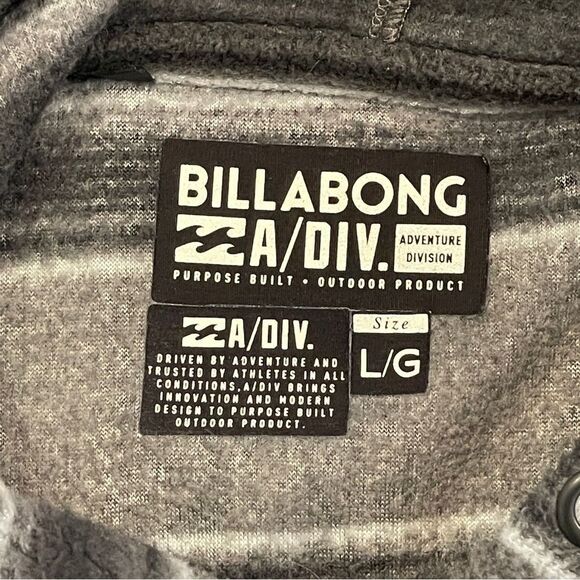 BILLABONG
A/DIV. ADVENTURE DIVISION
PURPOSE BUILT • OUTDOOR PRODUCT
A/DIV.
DRIVEN BY ADVENTURE AND
TRUSTED BY ATHLETES IN ALL
CONDITIONS, A/DIV BRINGS
INNOVATION AND MODERN
DESIGN TO PURPOSE BUILT
OUTDOOR PRODUCT.
Size
L/G